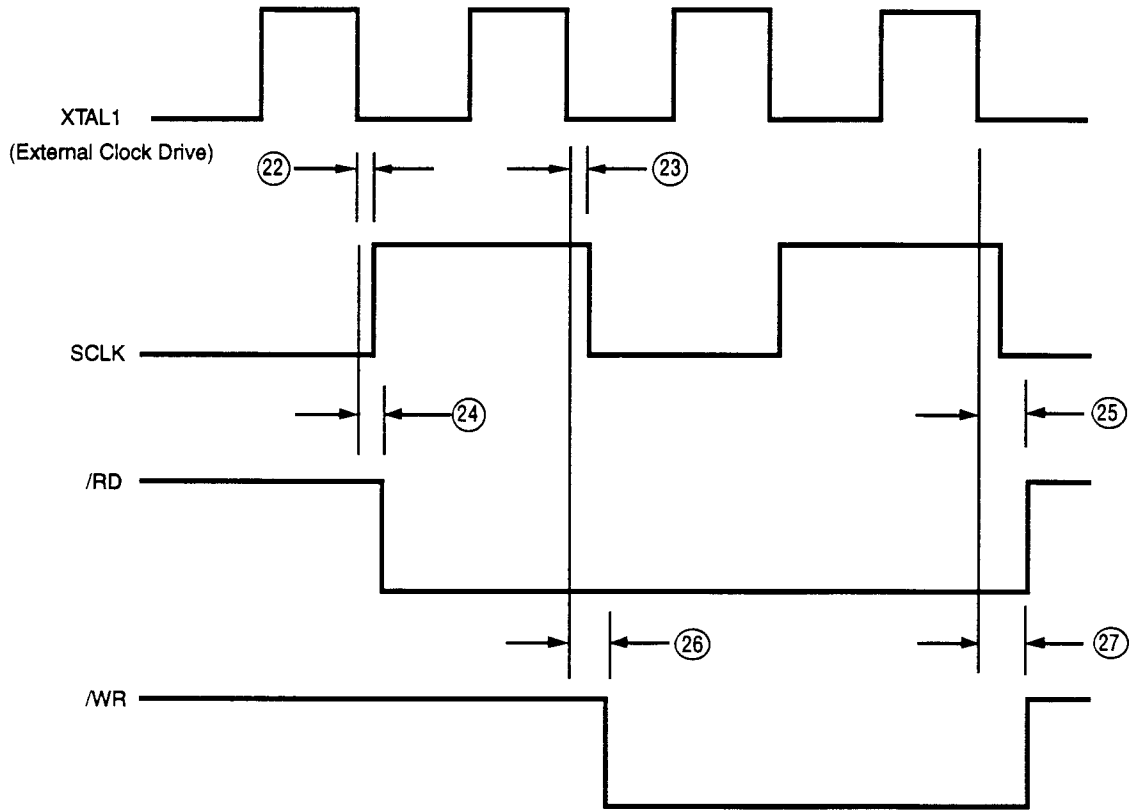 XTAL1
(External Clock Drive)
22
23
SCLK
24
25
/RD
26
27
/WR